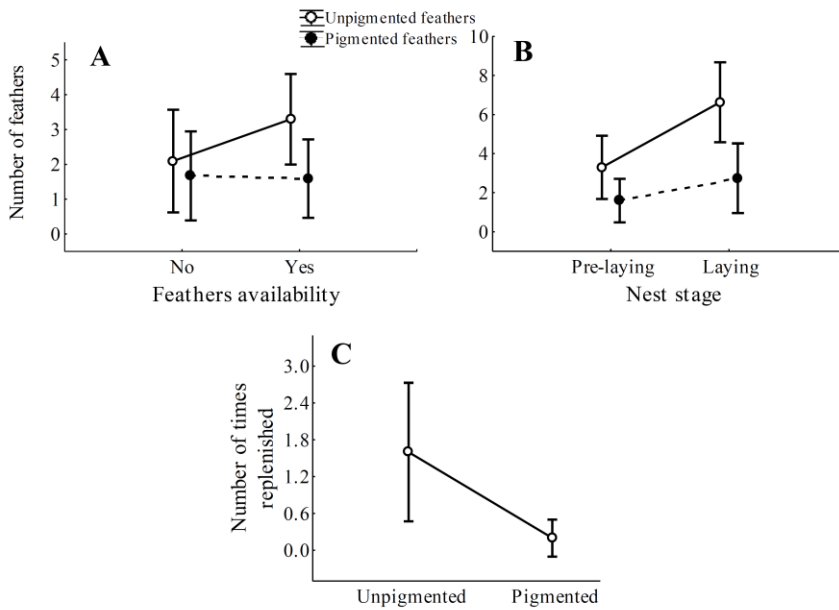 Unpigmented feathers
Pigmented feathers
A
5
4
3
2
1
0
Number of feathers
No Yes
Feathers availability
B
10
8
6
4
2
0
Pre-laying Laying
Nest stage
C
3.0
2.4
1.8
1.2
0.6
0.0
Number of times
replenished
Unpigmented Pigmented